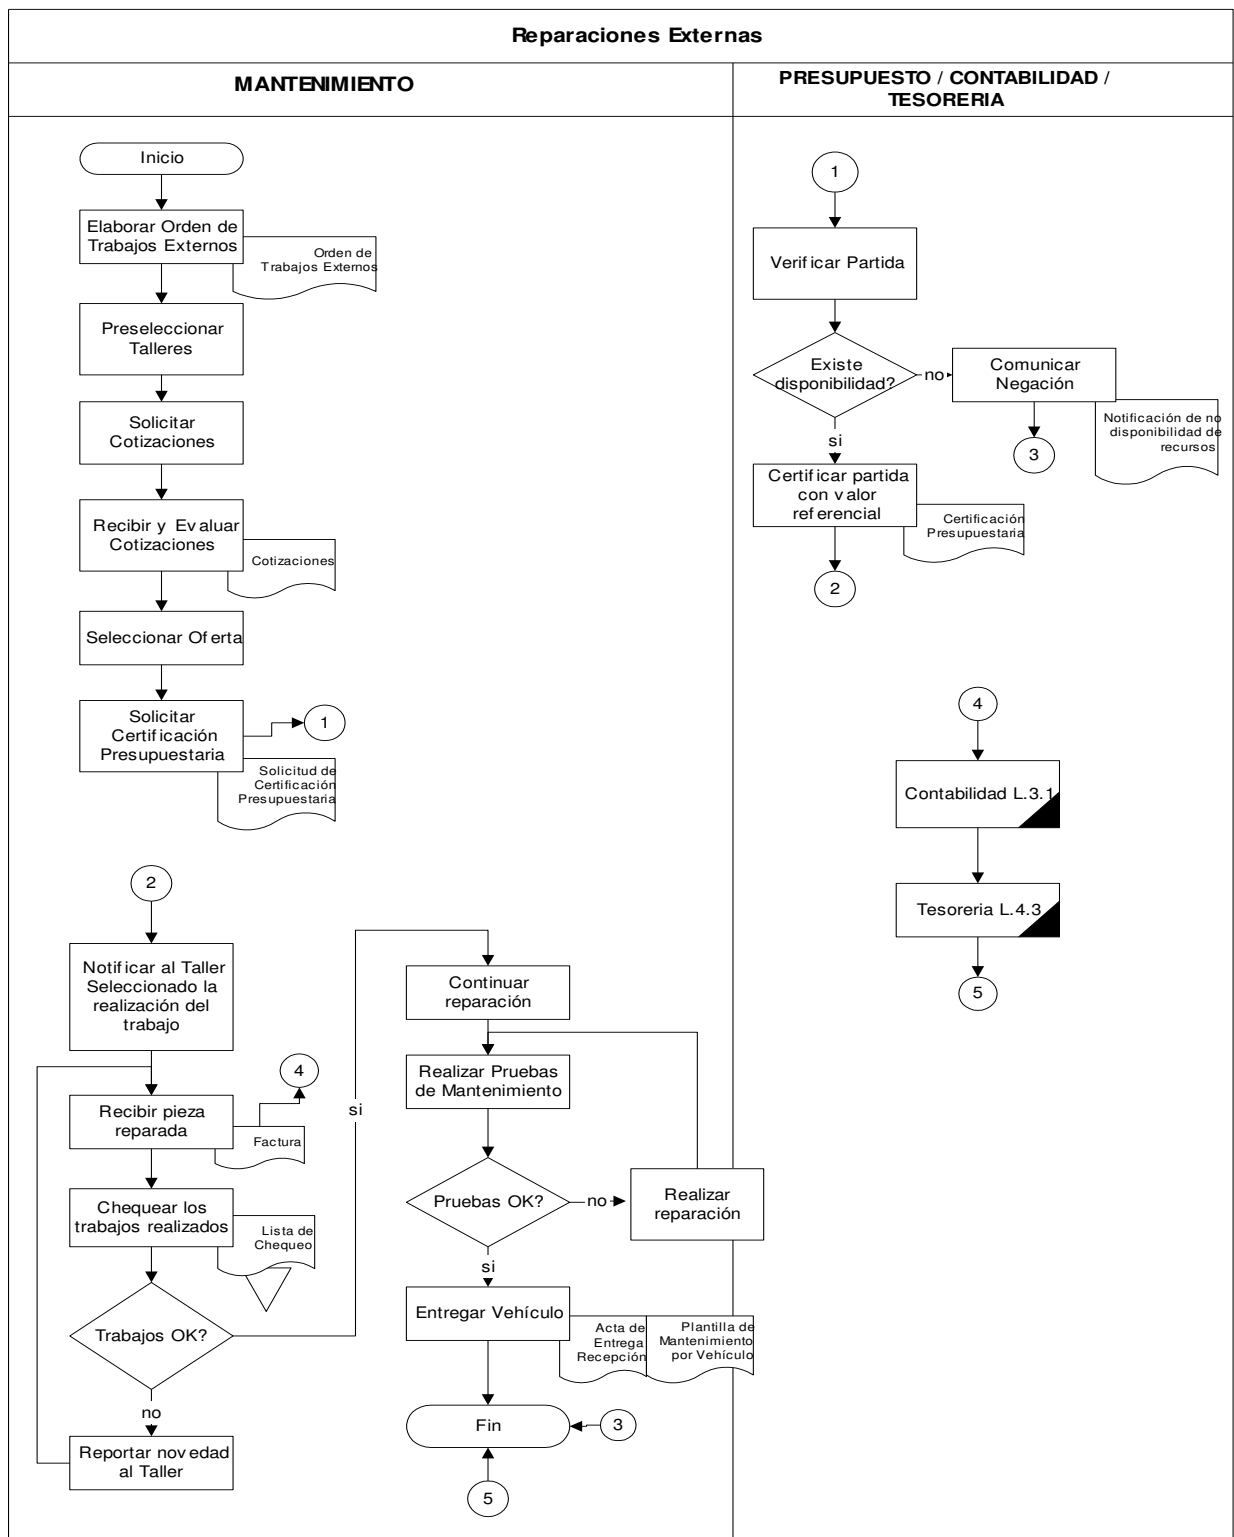 Reparaciones Externas
MANTENIMIENTO
PRESUPUESTO / CONTABILIDAD /
TESORERIA
Inicio
Elaborar Orden de
Trabajos Externos
Orden de
Trabajos Externos
Preseleccionar
Talleres
Solicitar
Cotizaciones
Recibir y Evaluar
Cotizaciones
Cotizaciones
Seleccionar Oferta
Solicitar
Certificación
Presupuestaria
1
Solicitud de
Certificación
Presupuestaria
2
Notificar al Taller
Seleccionado la
realización del
trabajo
4
Recibir pieza
reparada
Factura
Chequear los
trabajos realizados
Lista de
Chequeo
Trabajos OK?
si
no
Reportar novedad
al Taller
Continuar
reparación
Realizar Pruebas
de Mantenimiento
Pruebas OK?
no
Realizar
reparación
si
Entregar Vehículo
Acta de
Entrega
Recepción
Plantilla de
Mantenimiento
por Vehículo
Fin
3
5
1
Verificar Partida
Existe
disponibilidad?
no
Comunicar
Negación
Notificación de no
disponibilidad de
recursos
3
si
Certificar partida
con valor
referencial
Certificación
Presupuestaria
2
4
Contabilidad L.3.1
Tesoreria L.4.3
5